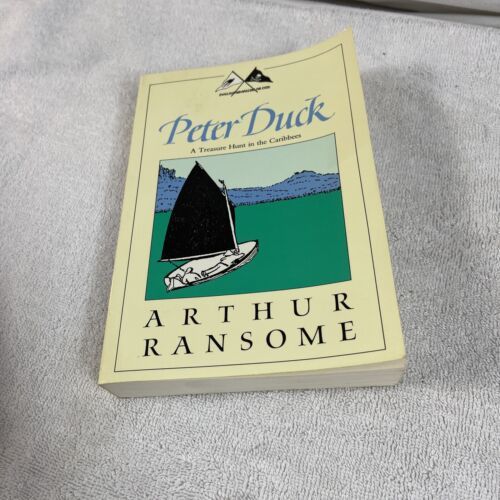 Peter Duck
A Treasure Hunt in the Caribbees
ARTHUR
RANSOME